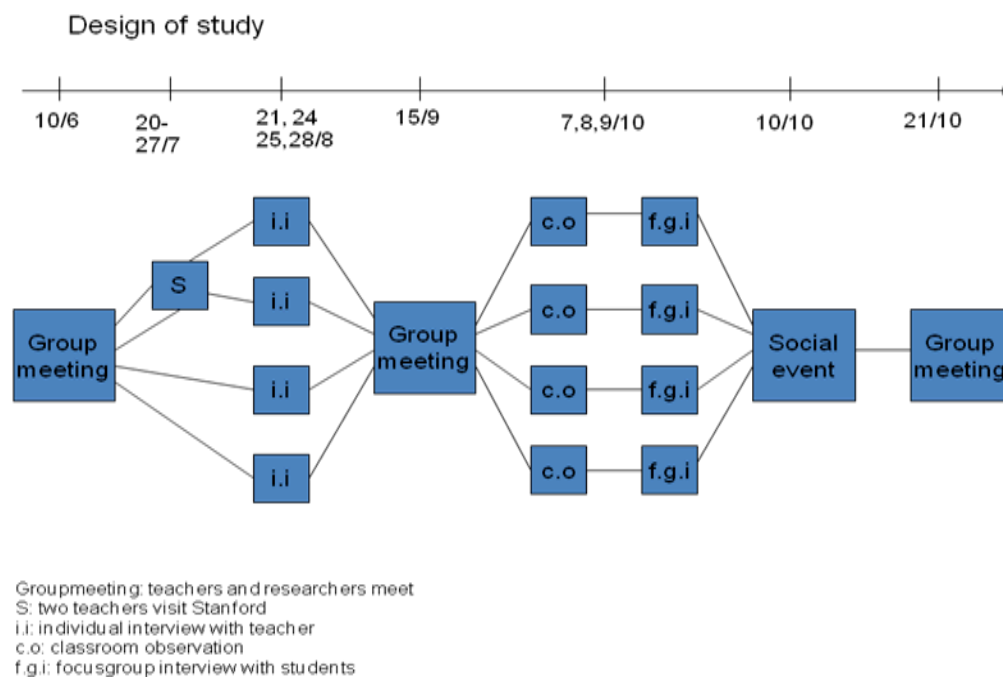 Design of study
10/6
20-
27/7
21, 24
25,28/8
15/9
7,8,9/10
10/10
21/10
i.i
c.o
f.g.i
S
i.i
c.o
f.g.i
Group
meeting
Group
meeting
Social
event
Group
meeting
i.i
c.o
f.g.i
i.i
c.o
f.g.i
Groupmeeting: teachers and researchers meet
S: two teachers visit Stanford
i.i: individual interview with teacher
c.o: classroom observation
f.g.i: focusgroup interview with students